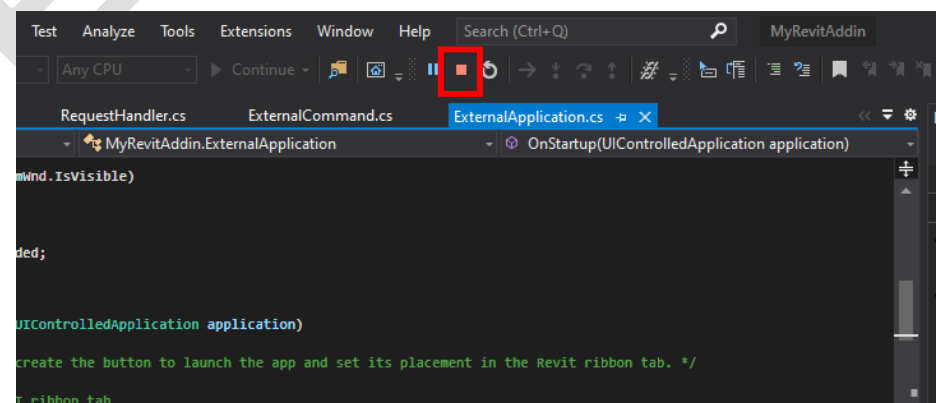 Test Analyze Tools Extensions Window Help Search (Ctrl+Q) MyRevitAddin
Any CPU Continue
RequestHandler.cs ExternalCommand.cs ExternalApplication.cs
MyRevitAddin.ExternalApplication OnStartup(UIControlledApplication application)
mWnd.IsVisible)
ded;
UIControlledApplication application)
create the button to launch the app and set its placement in the Revit ribbon tab. */
I ribbon tab